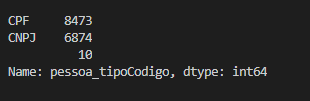 CPF     8473
CNPJ    6874
          10
Name: pessoa_tipoCodigo, dtype: int64